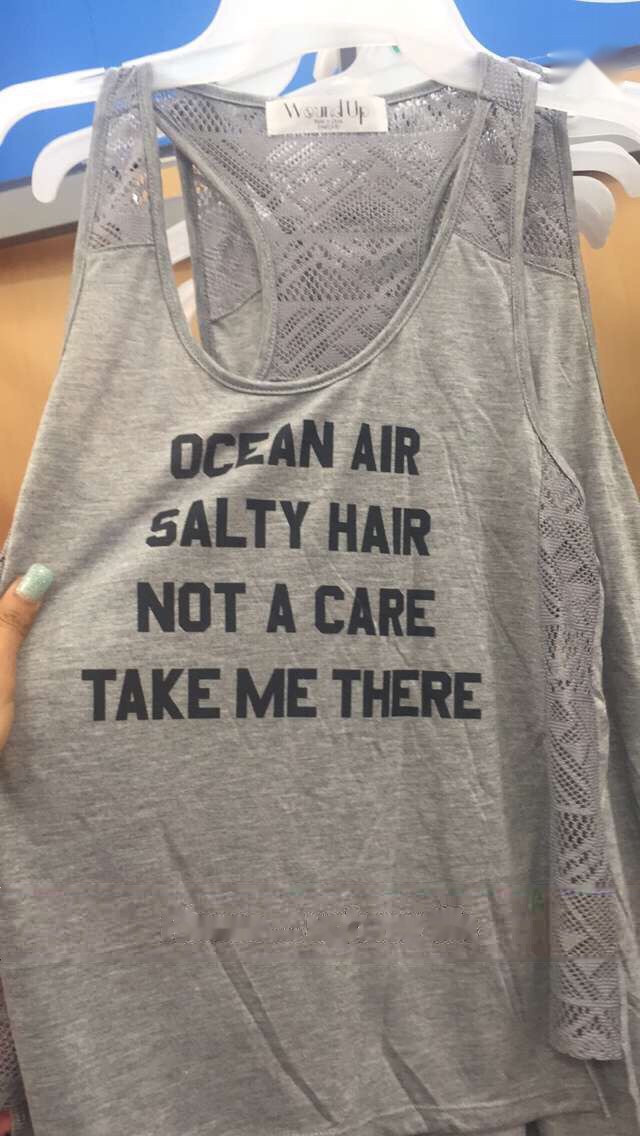 Wound Up
OCEAN AIR
SALTY HAIR
NOT A CARE
TAKE ME THERE